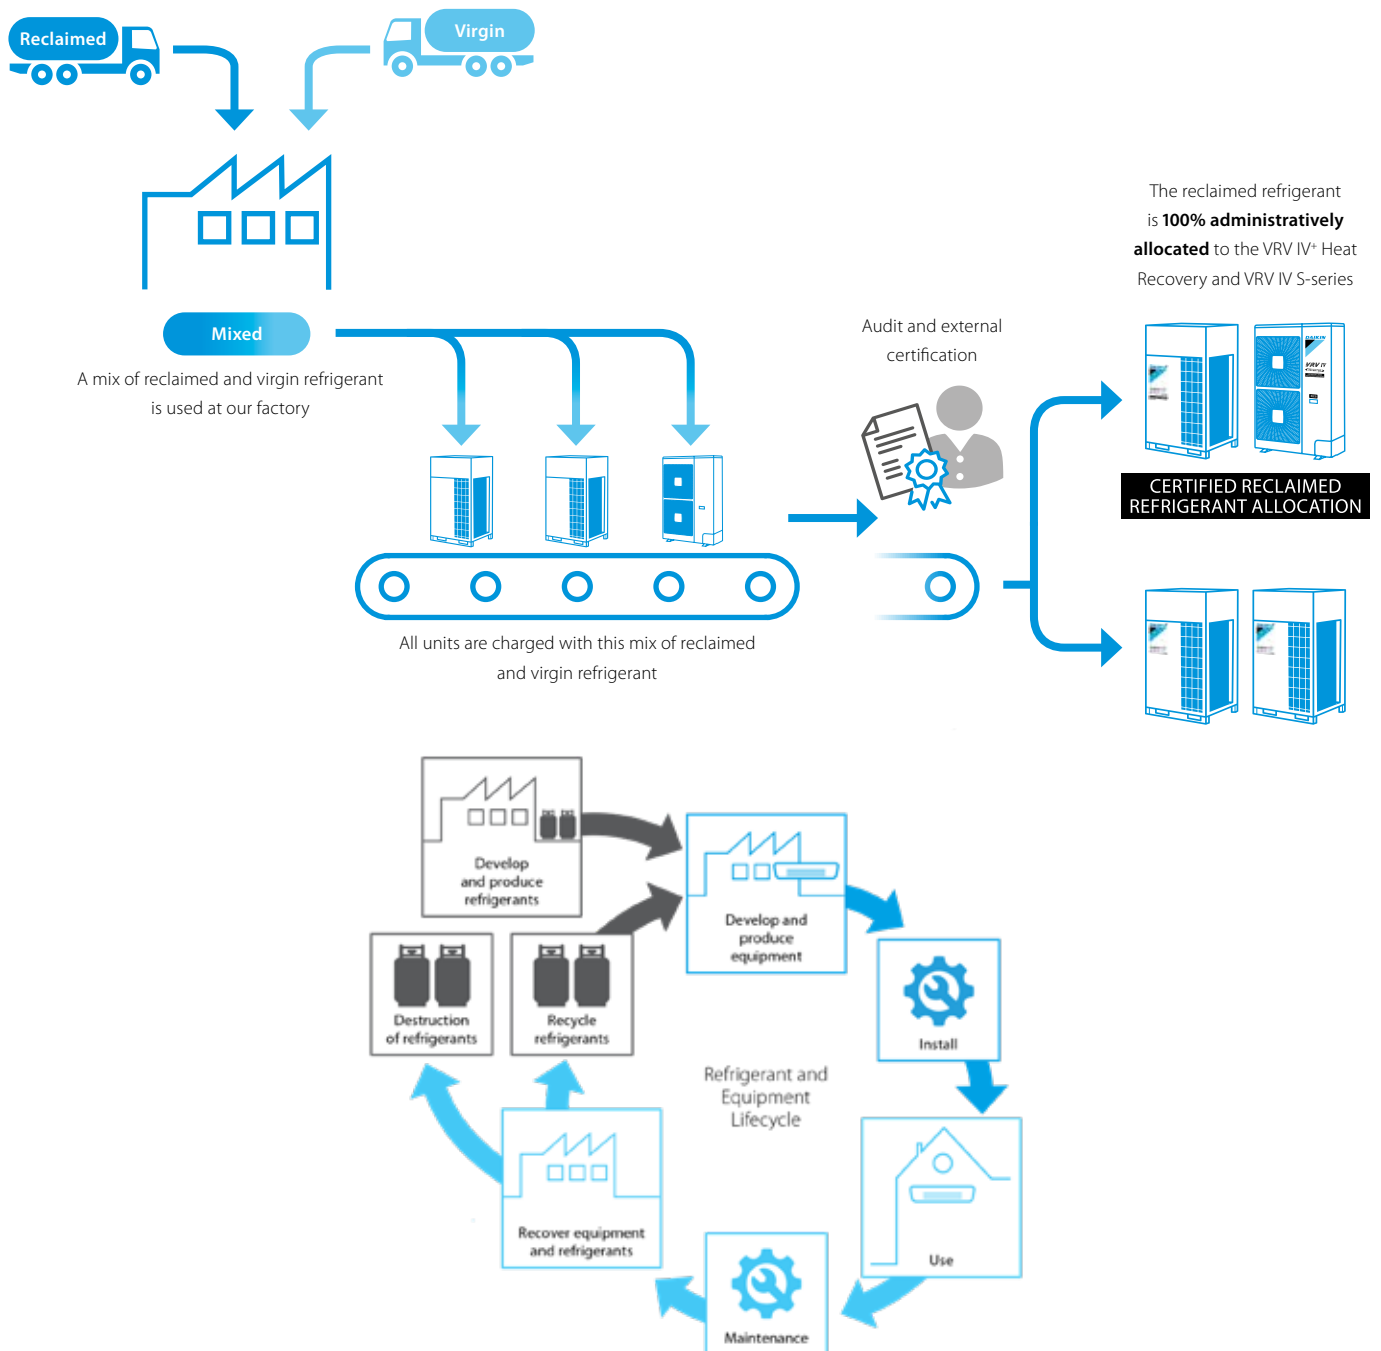 Reclaimed
Virgin
The reclaimed refrigerant
is 100% administratively
allocated to the VRV IV+ Heat
Recovery and VRV IV S-series
Mixed
A mix of reclaimed and virgin refrigerant
is used at our factory
Audit and external
certification
DAIKIN
VRV IV
CERTIFIED RECLAIMED
REFRIGERANT ALLOCATION
All units are charged with this mix of reclaimed
and virgin refrigerant
Develop
and produce
refrigerants
Develop and
produce
equipment
Destruction
of refrigerants
Recycle
refrigerants
Install
Refrigerant and
Equipment
Lifecycle
Recover equipment
and refrigerants
Use
Maintenance